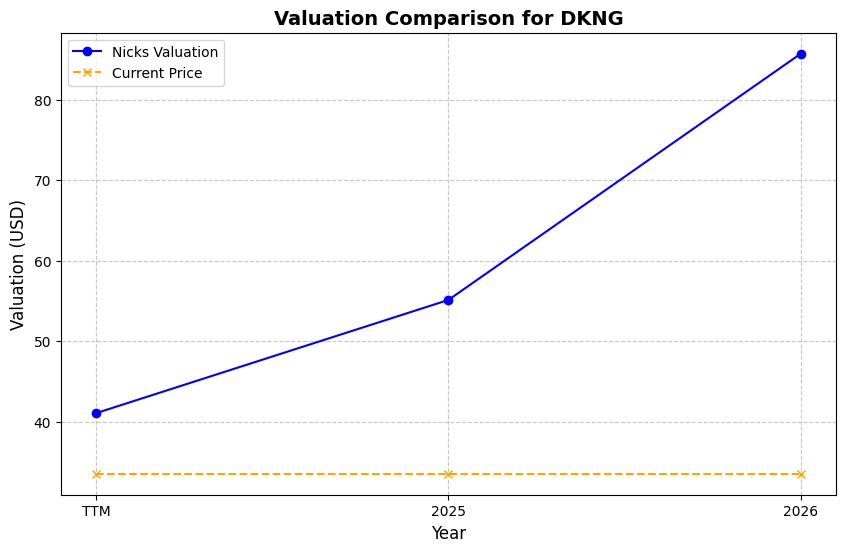 Valuation Comparison for DKNG
Nicks Valuation
Current Price
Valuation (USD)
80
70
60
50
40
TTM
2025
2026
Year